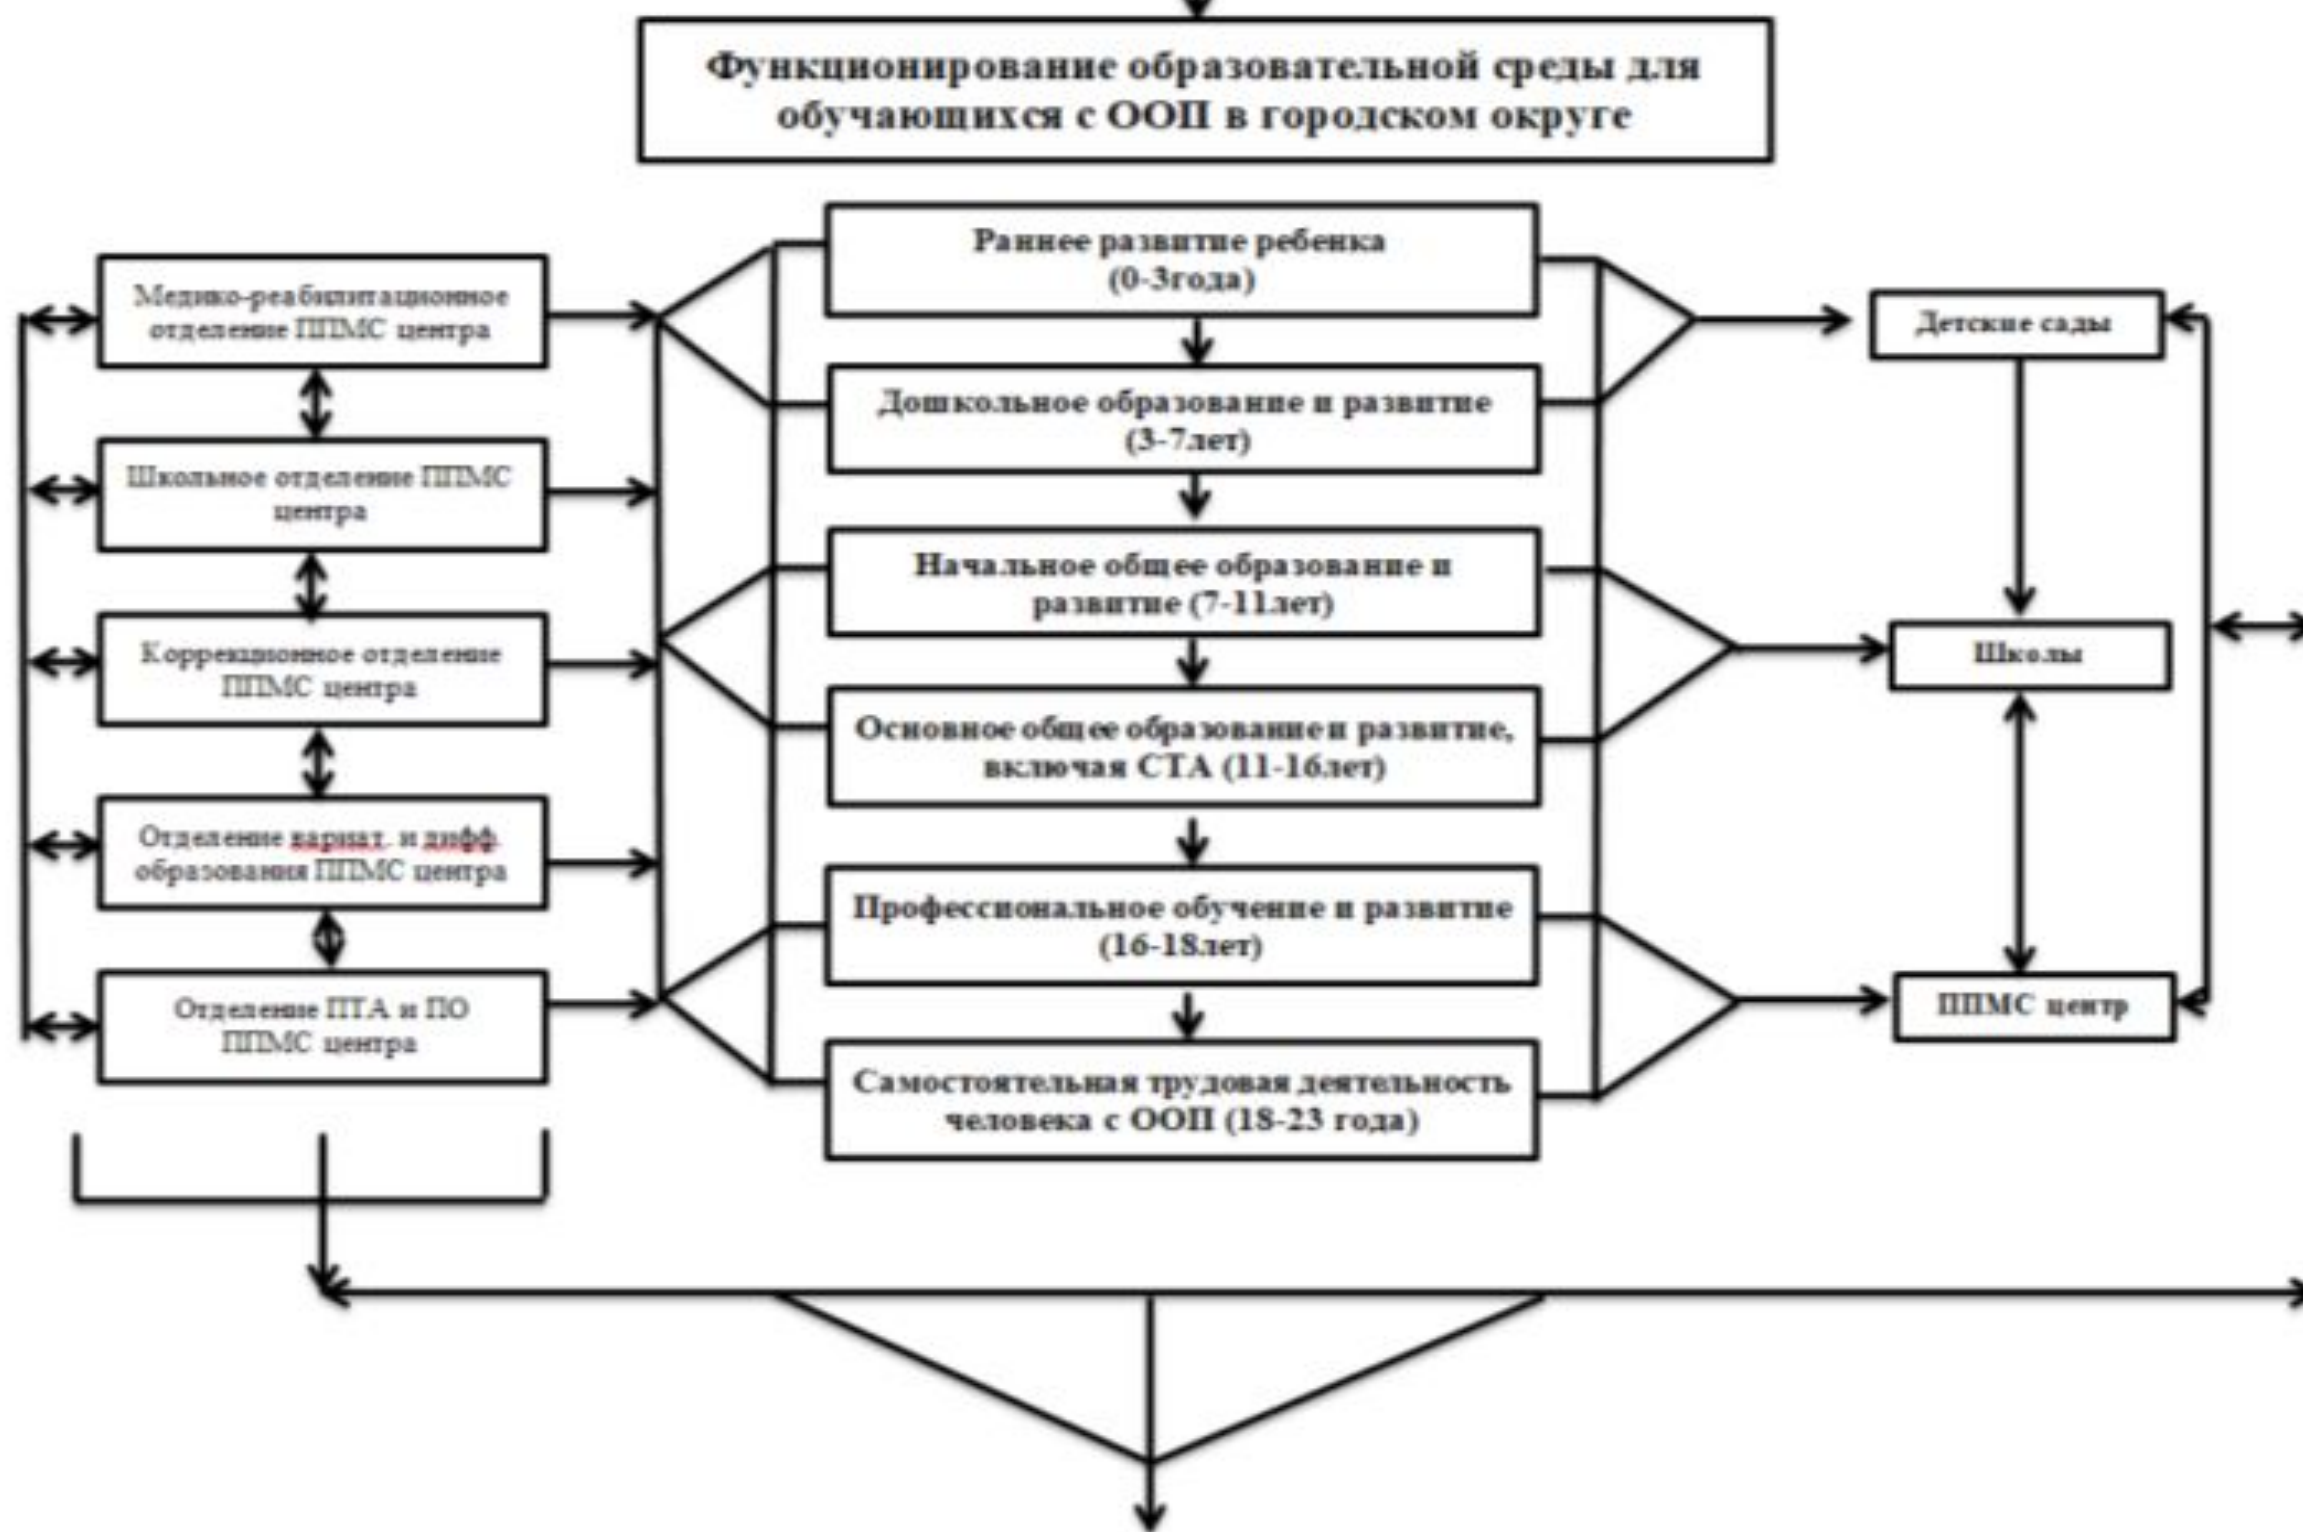 Функционирование образовательной среды для
обучающихся с ООП в городском округе
Медико-реабилитационное
отделение ППМС центра
Школьное отделение ППМС
центра
Коррекционное отделение
ППМС центра
Отделение вариат. и дифф
образования ППМС центра
Отделение ПТА и ПО
ППМС центра
Раннее развитие ребенка
(0-3года)
Дошкольное образование и развитие
(3-7лет)
Начальное общее образование и
развитие (7-11лет)
Основное общее образование и развитие,
включая СТА (11-16лет)
Профессиональное обучение и развитие
(16-18лет)
Самостоятельная трудовая деятельность
человека с ООП (18-23 года)
Детские сады
Школы
ППМС центр